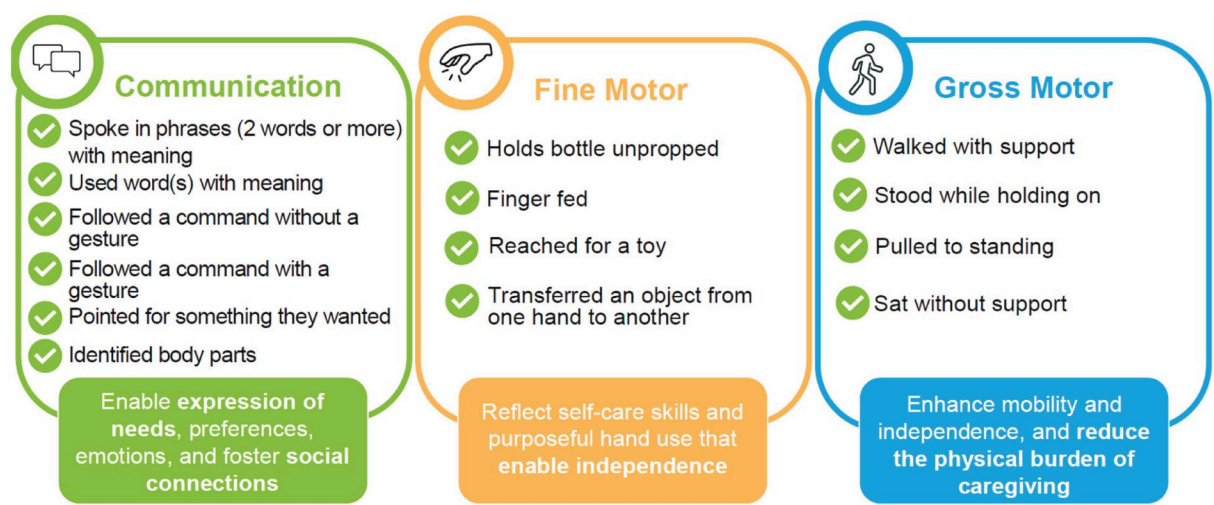 Communication
Spoke in phrases (2 words or more)
with meaning
Used word(s) with meaning
Followed a command without a
gesture
Followed a command with a
gesture
Pointed for something they wanted
Identified body parts
Enable expression of
needs, preferences,
emotions, and foster social
connections
Fine Motor
Holds bottle unpropped
Finger fed
Reached for a toy
Transferred an object from
one hand to another
Reflect self-care skills and
purposeful hand use that
enable independence
Gross Motor
Walked with support
Stood while holding on
Pulled to standing
Sat without support
Enhance mobility and
independence, and reduce
the physical burden of
caregiving